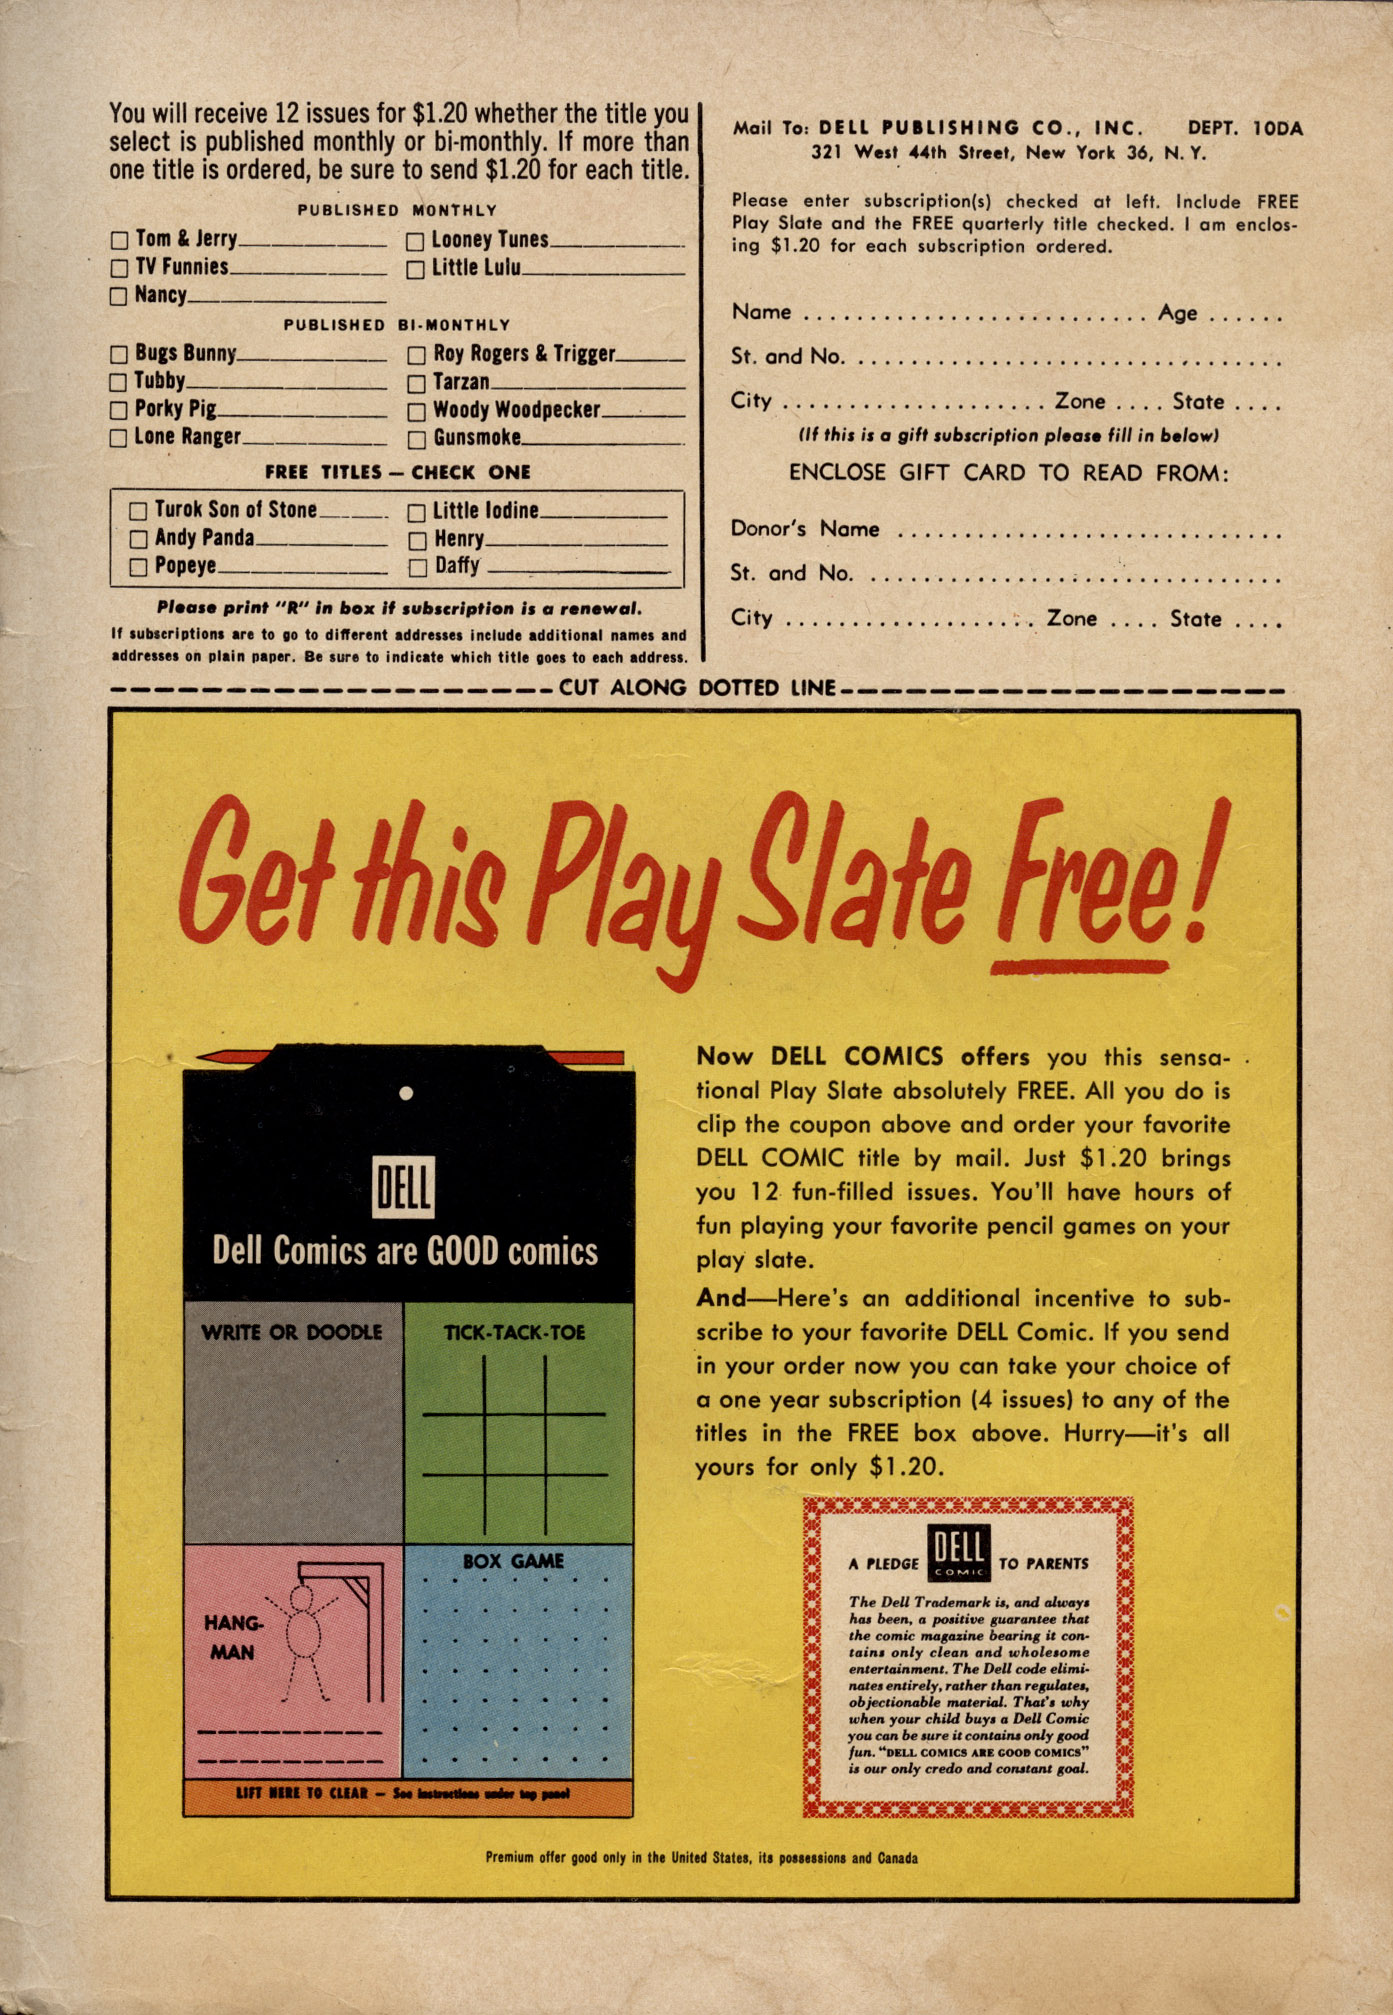 You will receive 12 issues for $1.20 whether the title you
select is published monthly or bi-monthly. If more than
one title is ordered, be sure to send $1.20 for each title.
PUBLISHED MONTHLY
Tom & Jerry
Looney Tunes
TV Funnies
Little Lulu
Nancy
PUBLISHED BI-MONTHLY
Bugs Bunny
Roy Rogers & Trigger
Tubby
Tarzan
Porky Pig
Woody Woodpecker
Lone Ranger
Gunsmoke
FREE TITLES — CHECK ONE
Turok Son of Stone
Little Iodine
Andy Panda
Henry
Popeye
Daffy
Please print "R" in box if subscription is a renewal.
If subscriptions are to go to different addresses include additional names and
addresses on plain paper. Be sure to indicate which title goes to each address.
Mail To: DELL PUBLISHING CO., INC. DEPT. 10DA
321 West 44th Street, New York 36, N. Y.
Please enter subscription(s) checked at left. Include FREE
Play Slate and the FREE quarterly title checked. I am enclos-
ing $1.20 for each subscription ordered.
Name .......................... Age ......
St. and No. ................................
City .................... Zone .... State ....
(If this is a gift subscription please fill in below)
ENCLOSE GIFT CARD TO READ FROM:
Donor's Name .............................
St. and No. ...............................
City ................... Zone .... State ....
CUT ALONG DOTTED LINE
Get this Play Slate Free!
DELL
Dell Comics are GOOD comics
WRITE OR DOODLE
TICK-TACK-TOE
HANG-
MAN
BOX GAME
LIFT HERE TO CLEAR — See instructions under top panel
Now DELL COMICS offers you this sensa-
tional Play Slate absolutely FREE. All you do is
clip the coupon above and order your favorite
DELL COMIC title by mail. Just $1.20 brings
you 12 fun-filled issues. You'll have hours of
fun playing your favorite pencil games on your
play slate.
And—Here's an additional incentive to sub-
scribe to your favorite DELL Comic. If you send
in your order now you can take your choice of
a one year subscription (4 issues) to any of the
titles in the FREE box above. Hurry—it's all
yours for only $1.20.
A PLEDGE DELL COMIC TO PARENTS
The Dell Trademark is, and always
has been, a positive guarantee that
the comic magazine bearing it con-
tains only clean and wholesome
entertainment. The Dell code elimi-
nates entirely, rather than regulates,
objectionable material. That's why
when your child buys a Dell Comic
you can be sure it contains only good
fun. "DELL COMICS ARE GOOD COMICS"
is our only credo and constant goal.
Premium offer good only in the United States, its possessions and Canada